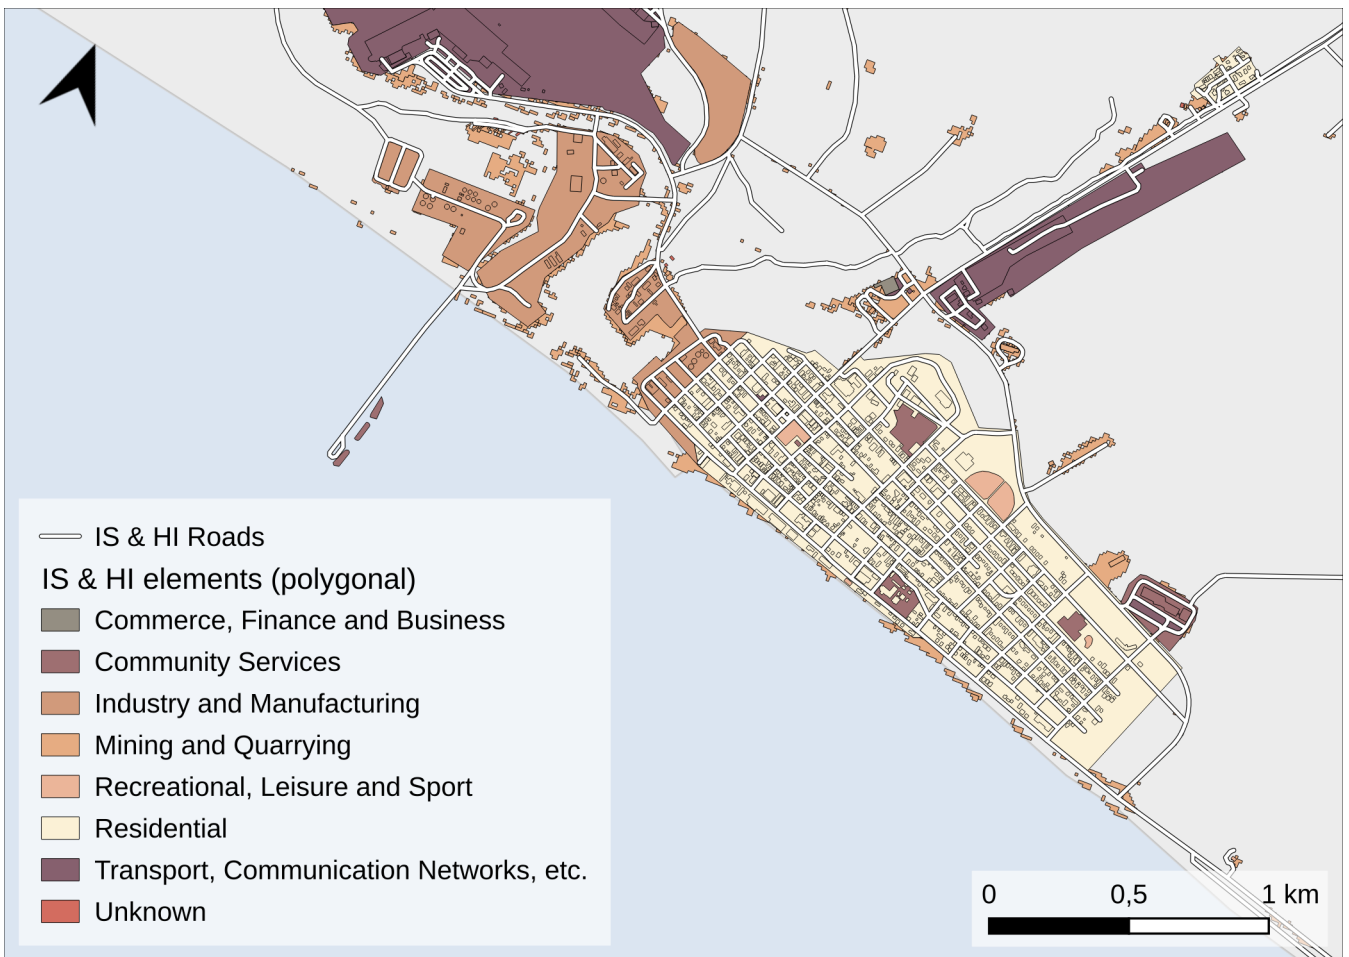 IS & HI Roads
IS & HI elements (polygonal)
Commerce, Finance and Business
Community Services
Industry and Manufacturing
Mining and Quarrying
Recreational, Leisure and Sport
Residential
Transport, Communication Networks, etc.
Unknown
0 0,5 1 km